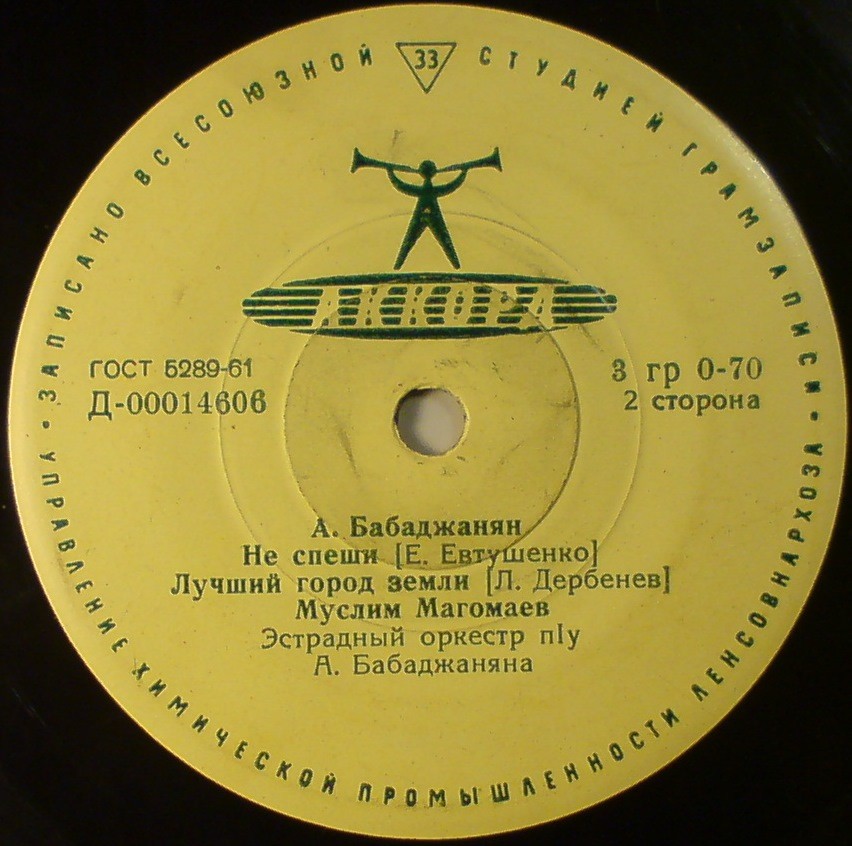 ЗАПИСАНО ВСЕСОЮЗНОЙ 33 СТУДИЕЙ ГРАМЗАПИСИ
АККОРД
ГОСТ 5289-61
Д-00014606
3 гр 0-70
2 сторона
А. Бабаджанян
Не спеши [Е. Евтушенко]
Лучший город земли [Л. Дербенев]
Муслим Магомаев
Эстрадный оркестр п/у
А. Бабаджаняна
• УПРАВЛЕНИЕ ХИМИЧЕСКОЙ ПРОМЫШЛЕННОСТИ ЛЕНСОВНАРХОЗА •